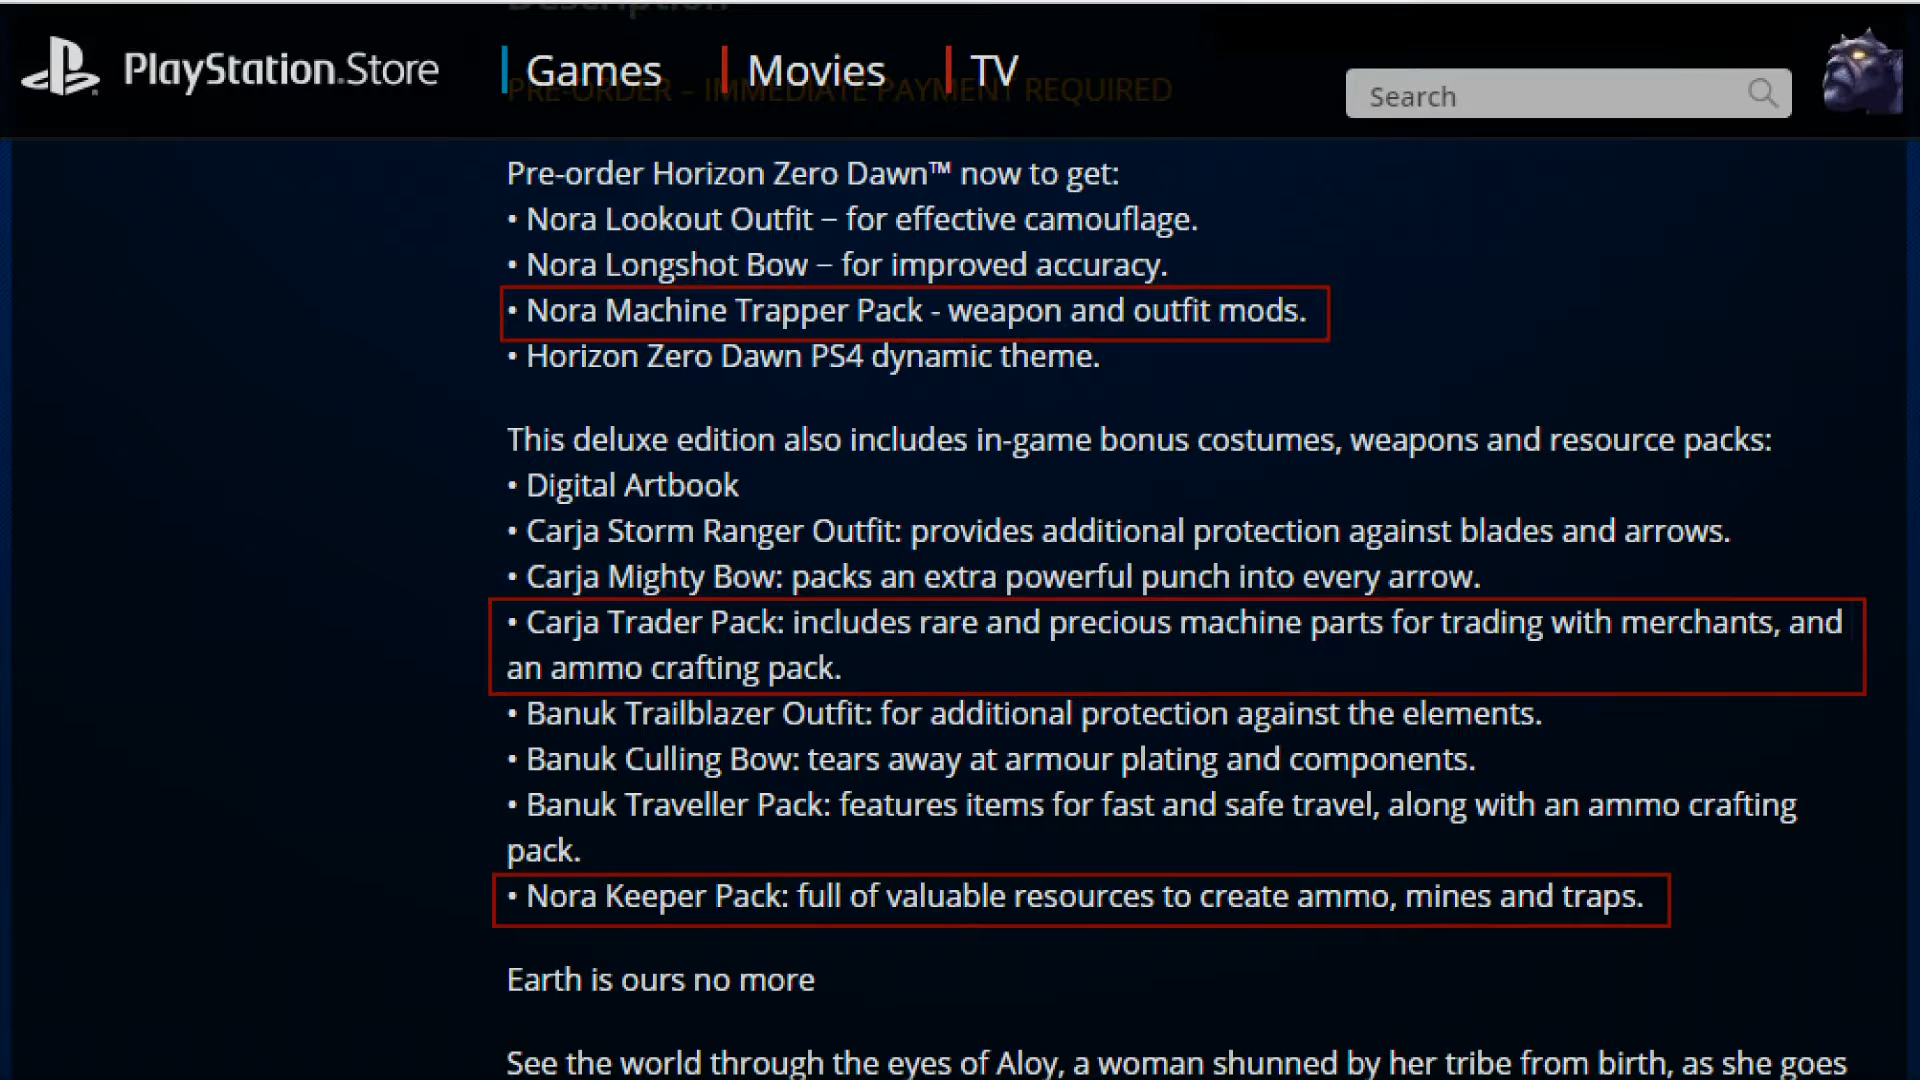 Description
PlayStation.Store
Games
Movies
TV
Search
PRE-ORDER – IMMEDIATE PAYMENT REQUIRED
Pre-order Horizon Zero Dawn™ now to get:
• Nora Lookout Outfit – for effective camouflage.
• Nora Longshot Bow – for improved accuracy.
• Nora Machine Trapper Pack - weapon and outfit mods.
• Horizon Zero Dawn PS4 dynamic theme.
This deluxe edition also includes in-game bonus costumes, weapons and resource packs:
• Digital Artbook
• Carja Storm Ranger Outfit: provides additional protection against blades and arrows.
• Carja Mighty Bow: packs an extra powerful punch into every arrow.
• Carja Trader Pack: includes rare and precious machine parts for trading with merchants, and
an ammo crafting pack.
• Banuk Trailblazer Outfit: for additional protection against the elements.
• Banuk Culling Bow: tears away at armour plating and components.
• Banuk Traveller Pack: features items for fast and safe travel, along with an ammo crafting
pack.
• Nora Keeper Pack: full of valuable resources to create ammo, mines and traps.
Earth is ours no more
See the world through the eyes of Aloy, a woman shunned by her tribe from birth, as she goes